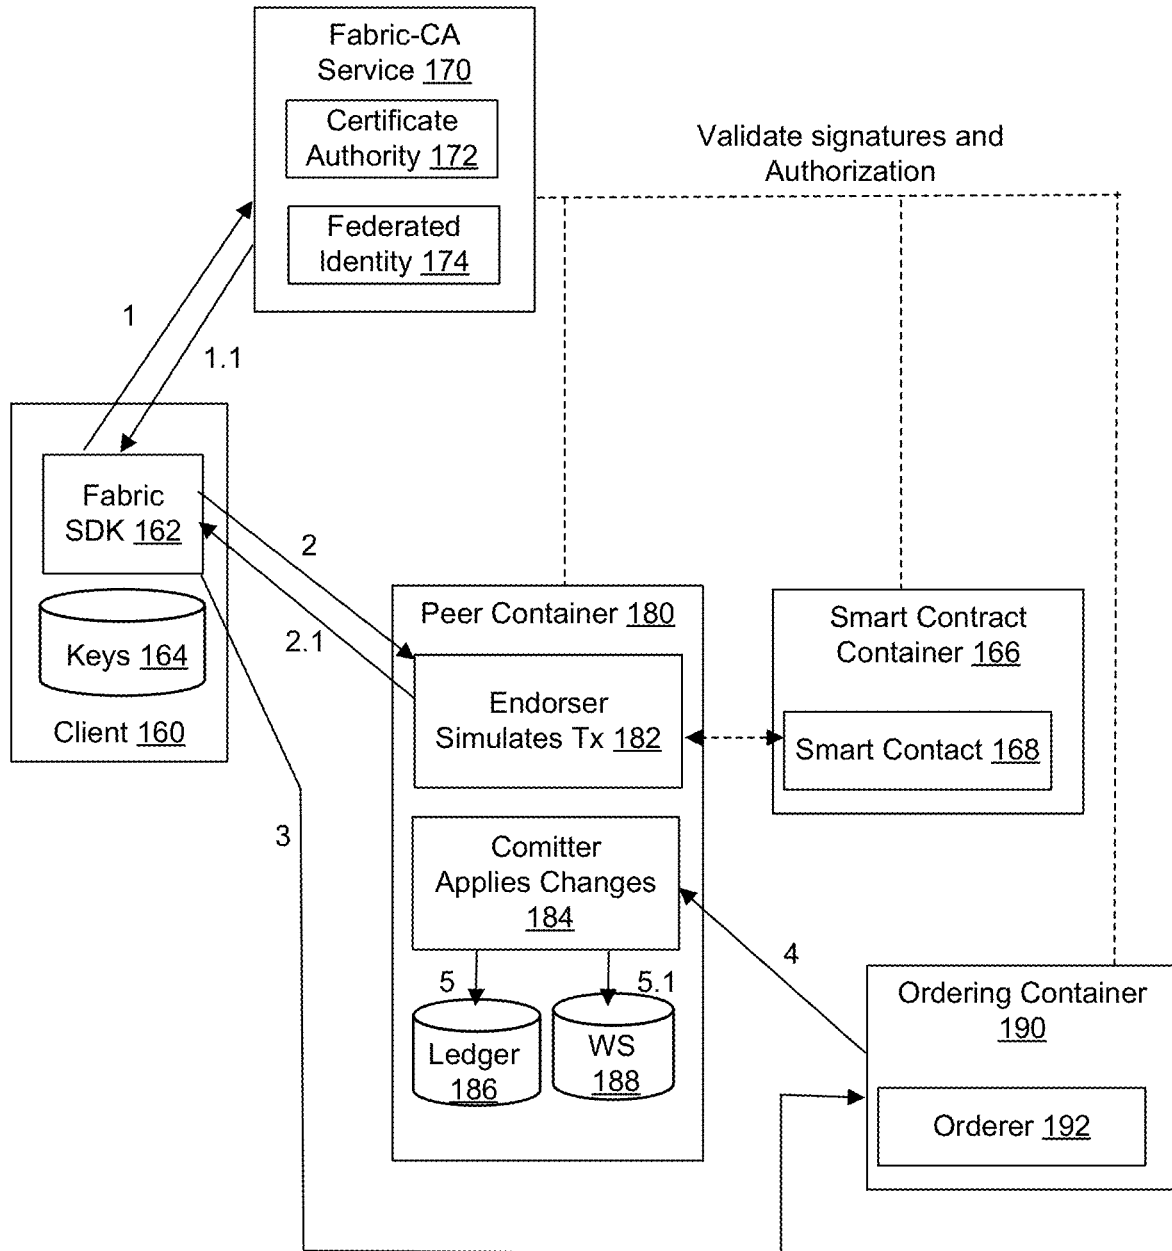 Fabric-CA
Service 170
Certificate
Authority 172
Federated
Identity 174
Validate signatures and
Authorization
1
1.1
Fabric
SDK 162
Keys 164
Client 160
2
2.1
3
Peer Container 180
Endorser
Simulates Tx 182
Comitter
Applies Changes
184
5
5.1
Ledger
186
WS
188
Smart Contract
Container 166
Smart Contact 168
4
Ordering Container
190
Orderer 192